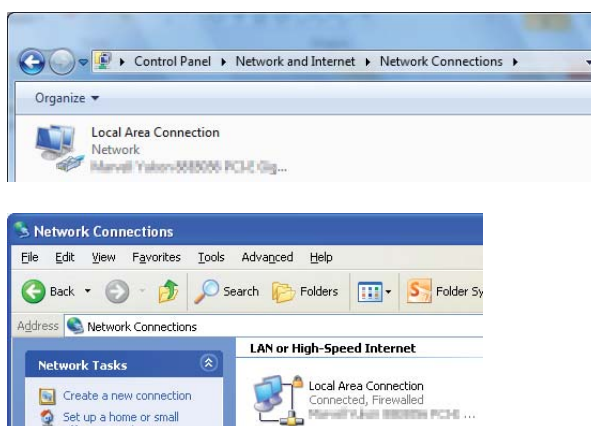 Control Panel ▸ Network and Internet ▸ Network Connections ▸
Organize ▾
Local Area Connection
Network
Network Connections
File Edit View Favorites Tools Advanced Help
Back Search Folders Folder Sy
Address Network Connections
LAN or High-Speed Internet
Network Tasks
Create a new connection
Local Area Connection
Connected, Firewalled
Set up a home or small